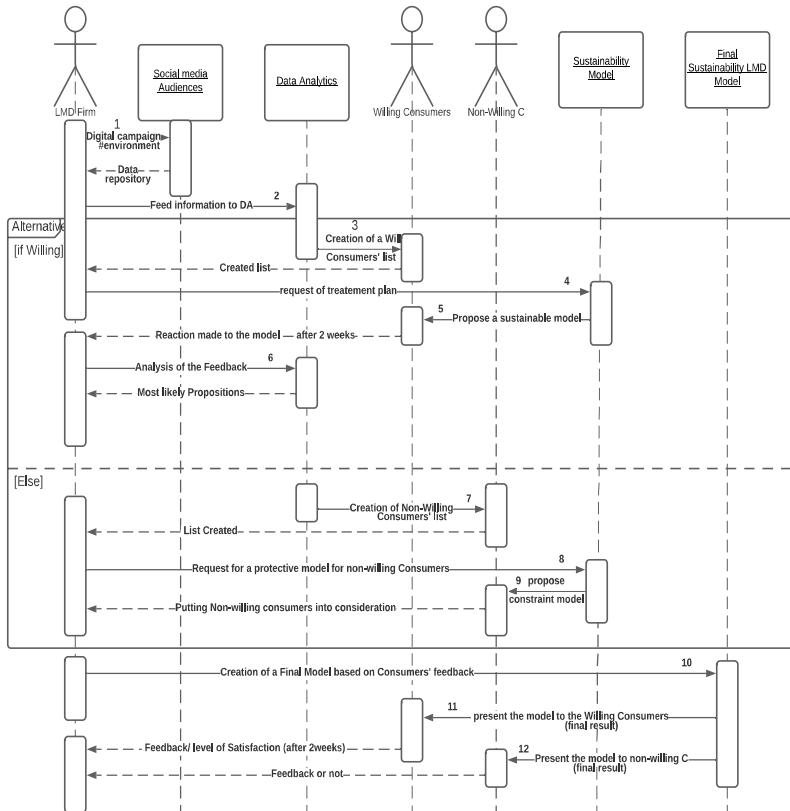 Social media
Audiences
Data Analytics
Sustainability
Model
Final
Sustainability LMD
Model
LMD Firm
Willing Consumers
Non-Willing C
1
Digital campaign
#environment
Data
repository
2
Feed information to DA
Alternative
[if Willing]
3
Creation of a Wil
Consumers' list
Created list
4
request of treatement plan
5
Propose a sustainable model
Reaction made to the model after 2 weeks
6
Analysis of the Feedback
Most likely Propositions
[Else]
7
Creation of Non-Willing
Consumers' list
List Created
8
Request for a protective model for non-willing Consumers
9 propose
constraint model
Putting Non-willing consumers into consideration
10
Creation of a Final Model based on Consumers' feedback
11
present the model to the Willing Consumers
(final result)
Feedback/ level of Satisfaction (after 2weeks)
12
Present the model to non-willing C
(final result)
Feedback or not